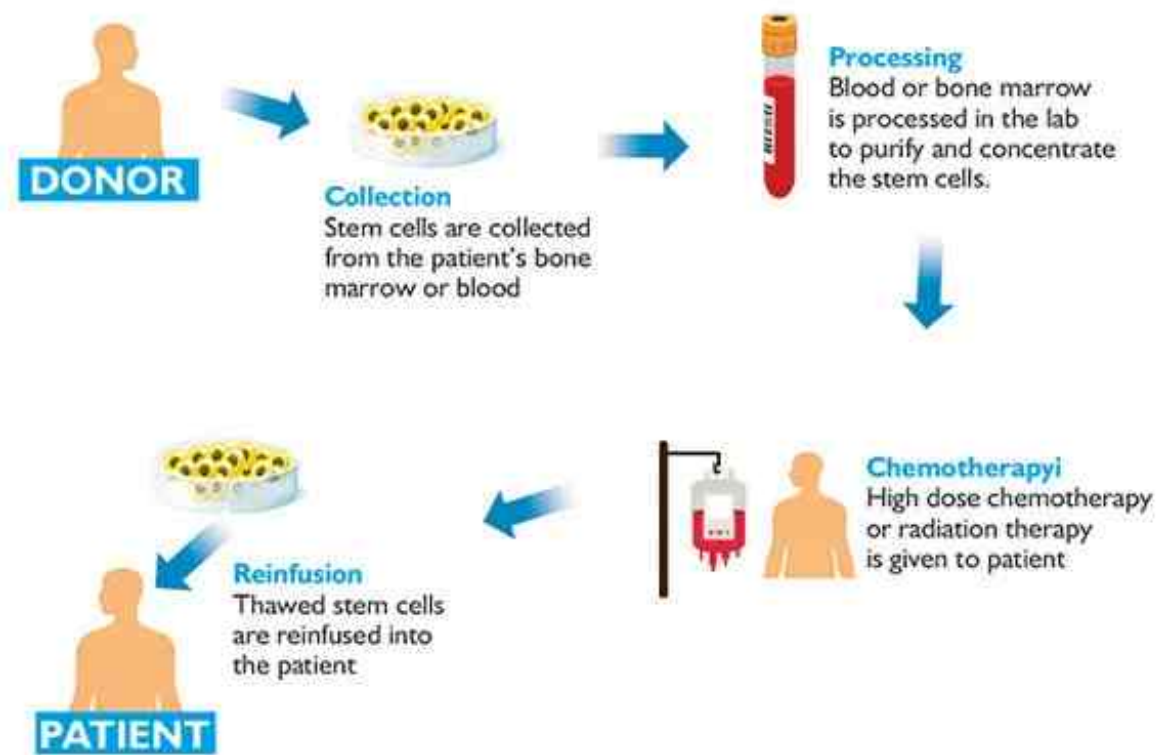 DONOR
Collection
Stem cells are collected
from the patient's bone
marrow or blood
Processing
Blood or bone marrow
is processed in the lab
to purify and concentrate
the stem cells.
Chemotherapyi
High dose chemotherapy
or radiation therapy
is given to patient
Reinfusion
Thawed stem cells
are reinfused into
the patient
PATIENT